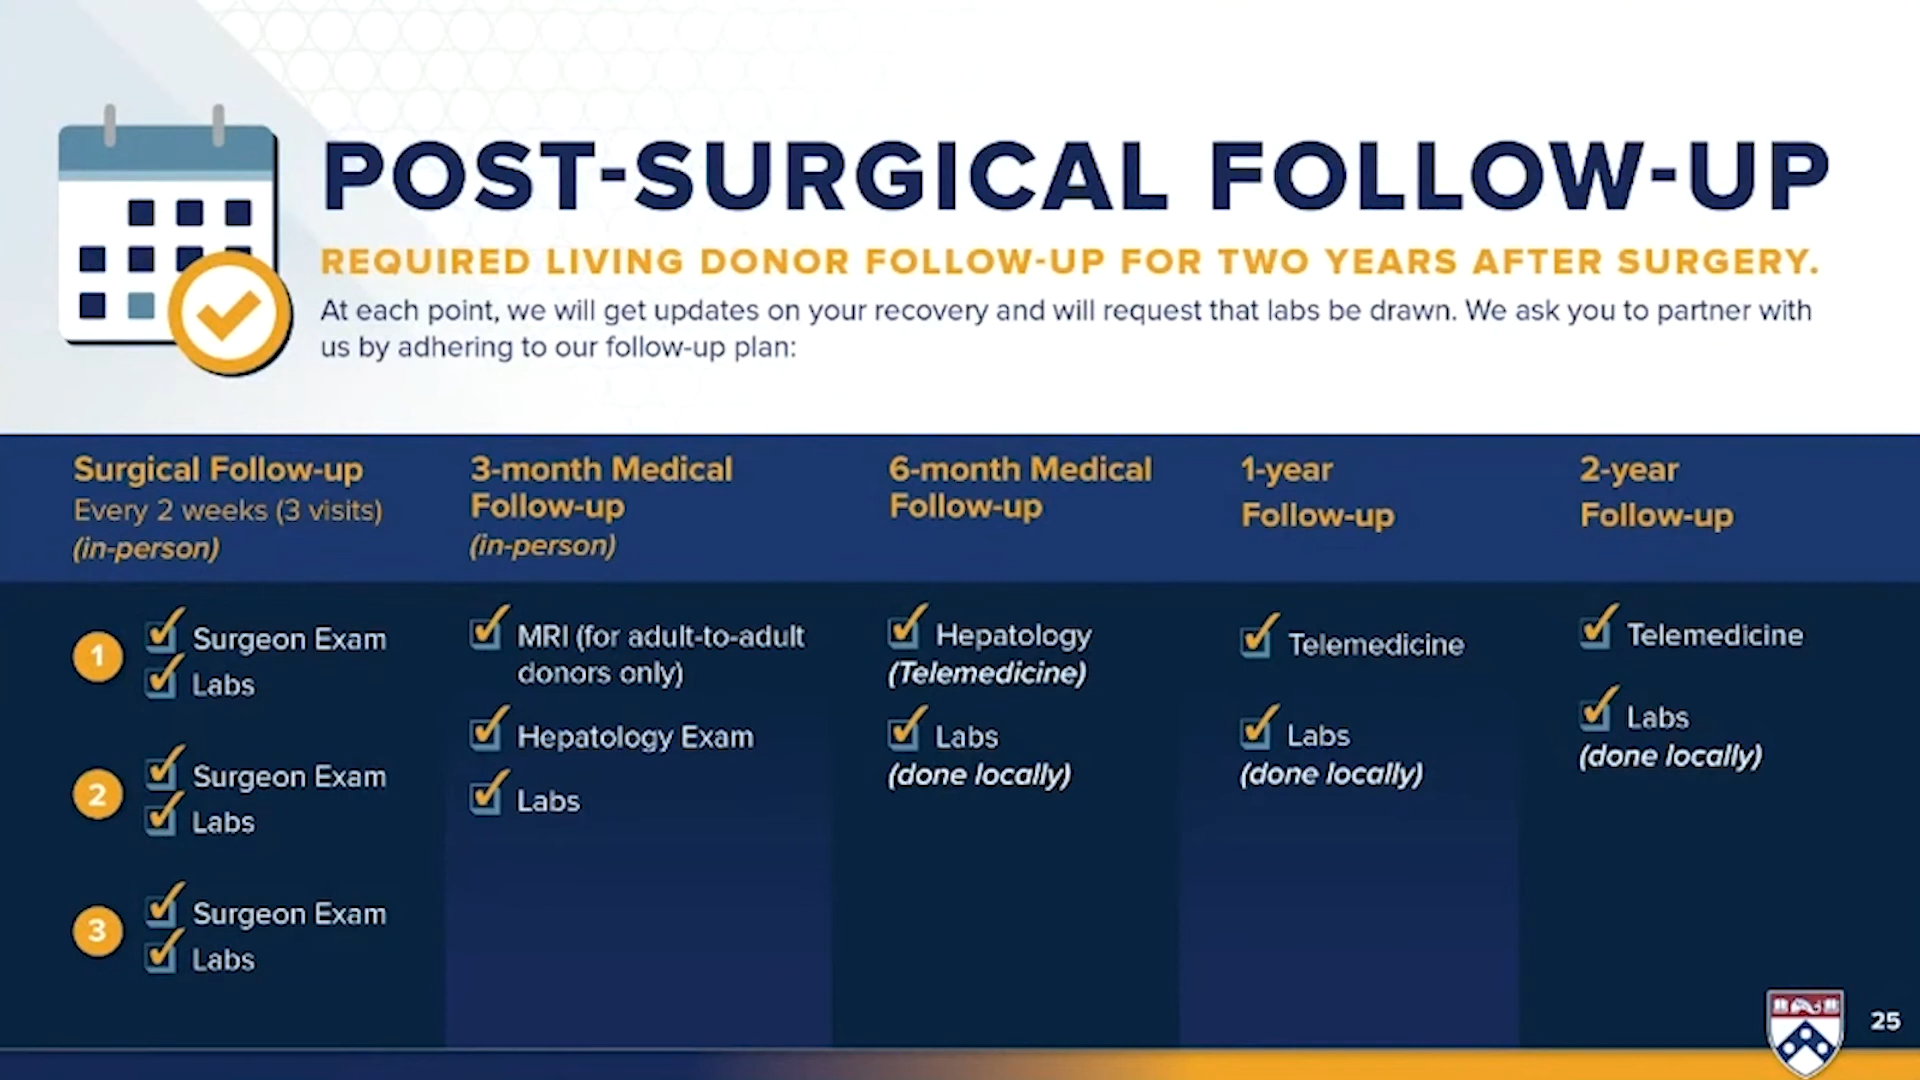 POST-SURGICAL FOLLOW-UP
REQUIRED LIVING DONOR FOLLOW-UP FOR TWO YEARS AFTER SURGERY.
At each point, we will get updates on your recovery and will request that labs be drawn. We ask you to partner with
us by adhering to our follow-up plan:
Surgical Follow-up
Every 2 weeks (3 visits)
(in-person)
1
Surgeon Exam
Labs
2
Surgeon Exam
Labs
3
Surgeon Exam
Labs
3-month Medical
Follow-up
(in-person)
MRI (for adult-to-adult
donors only)
Hepatology Exam
Labs
6-month Medical
Follow-up
Hepatology
(Telemedicine)
Labs
(done locally)
1-year
Follow-up
Telemedicine
Labs
(done locally)
2-year
Follow-up
Telemedicine
Labs
(done locally)
25